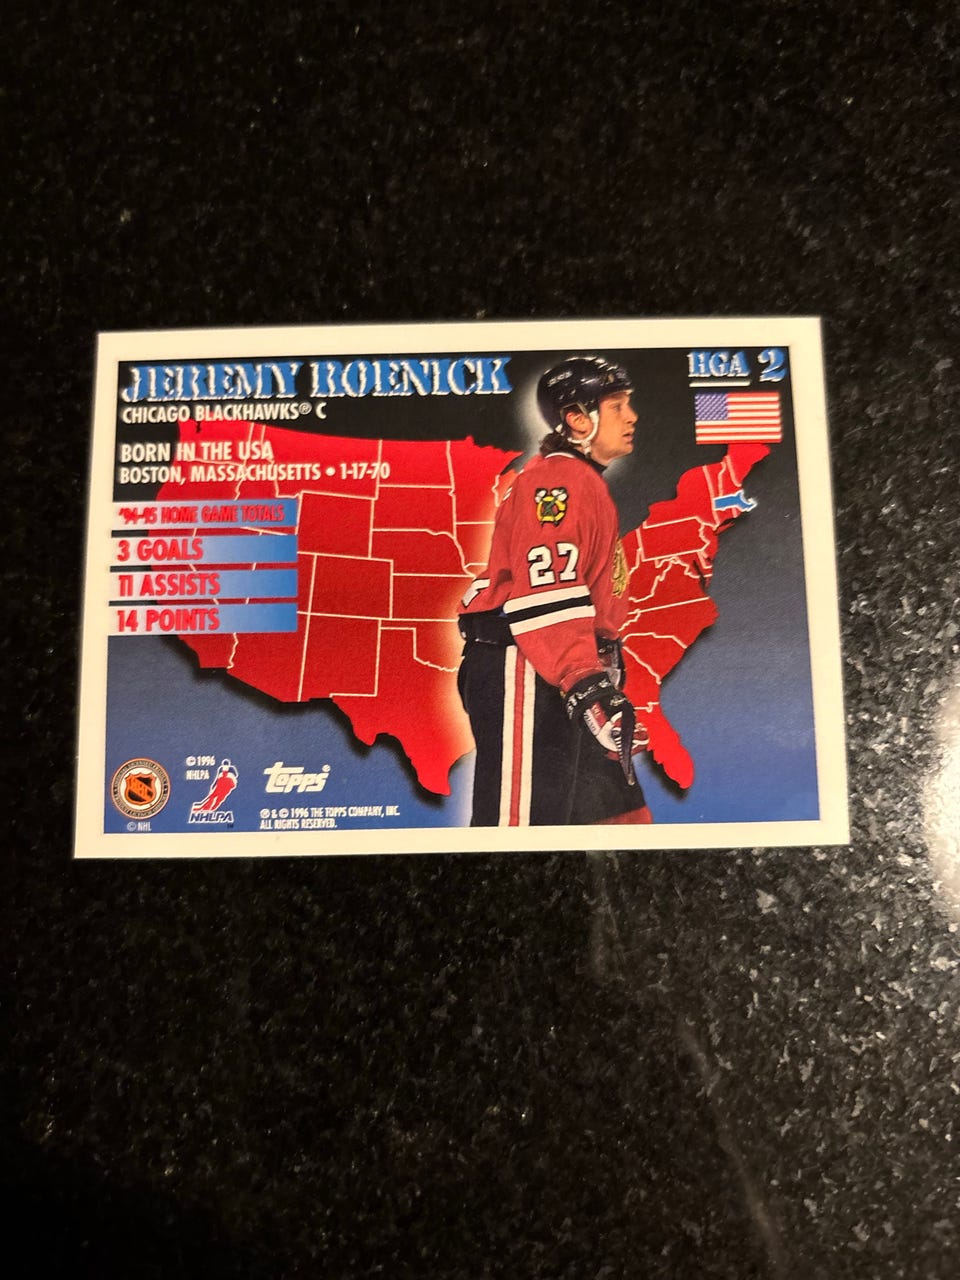 JEREMY ROENICK
HGA 2
CHICAGO BLACKHAWKS® C
BORN IN THE USA
BOSTON, MASSACHUSETTS • 1-17-70
'94-95 HOME GAME TOTALS
3 GOALS
11 ASSISTS
14 POINTS
27
© 1996
NHLPA
NHLPA
TM
NHL
© NHL
topps®
® & © 1996 THE TOPPS COMPANY, INC.
ALL RIGHTS RESERVED.